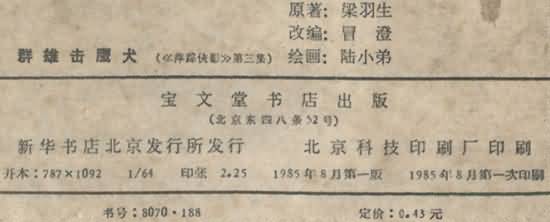 原著：梁羽生
改编：冒澄
群雄击鹰犬（《萍踪侠影》第三集）绘画：陆小弟
宝文堂书店出版
（北京东四八条52号）
新华书店北京发行所发行 北京科技印刷厂印刷
开本：787×1092 1/64 印张 2.25 1985年8月第一版 1985年8月第一次印刷
书号：8070·188 定价：0.43元